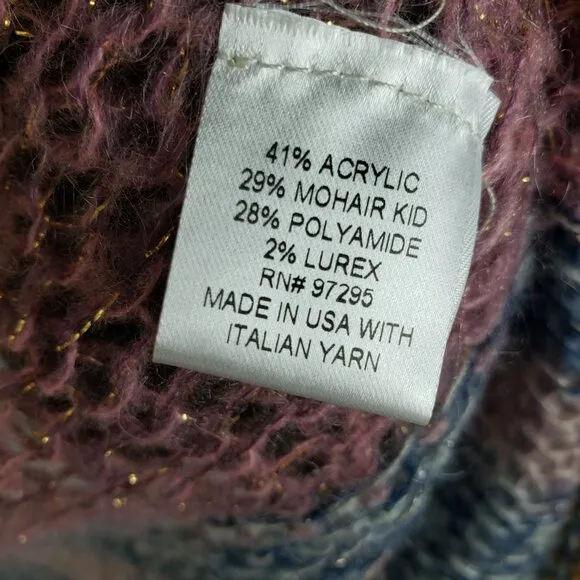 41% ACRYLIC
29% MOHAIR KID
28% POLYAMIDE
2% LUREX
RN# 97295
MADE IN USA WITH
ITALIAN YARN